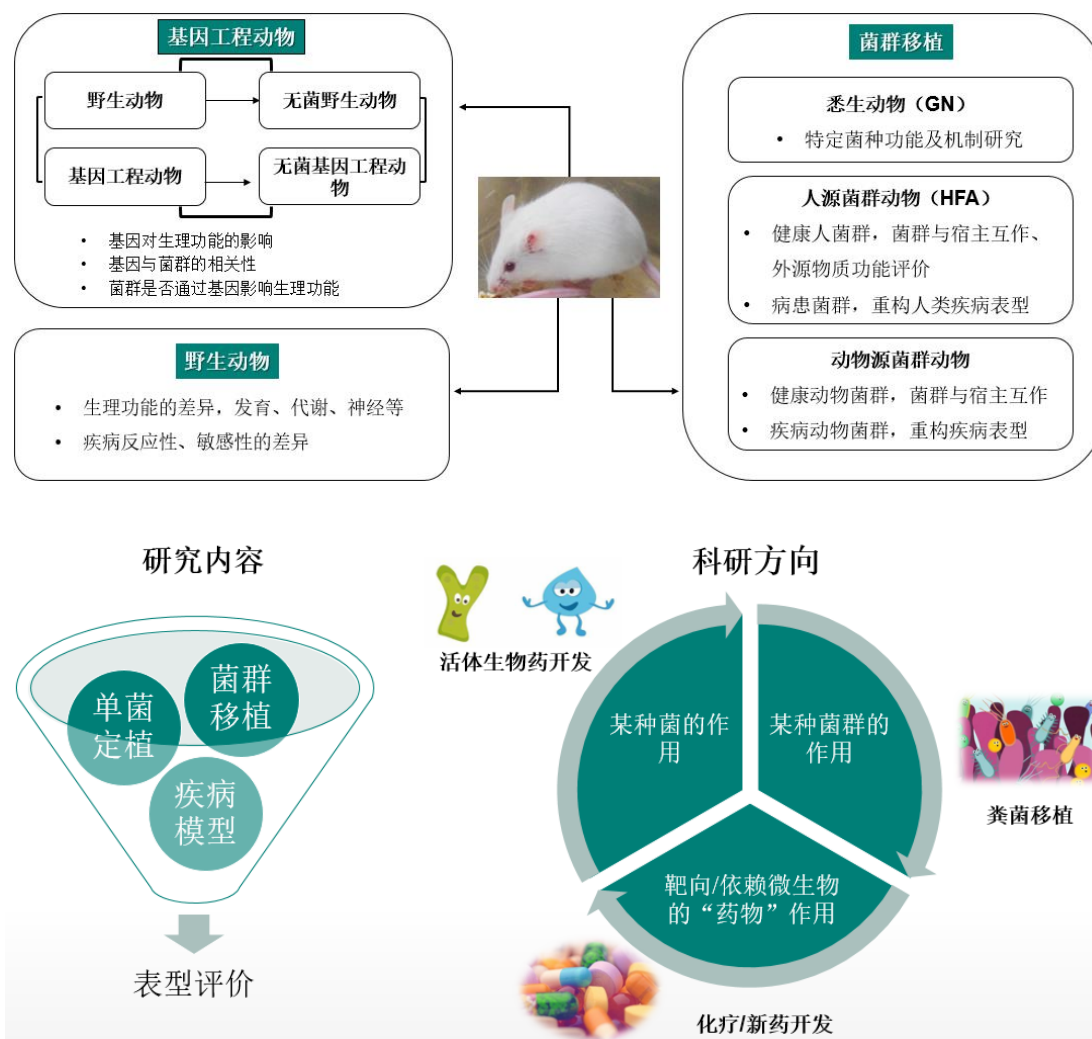 基因工程动物
野生动物
无菌野生动物
基因工程动物
无菌基因工程动
物
• 基因对生理功能的影响
• 基因与菌群的相关性
• 菌群是否通过基因影响生理功能
野生动物
• 生理功能的差异，发育、代谢、神经等
• 疾病反应性、敏感性的差异
菌群移植
悉生动物（GN）
• 特定菌种功能及机制研究
人源菌群动物（HFA）
• 健康人菌群，菌群与宿主互作、
外源物质功能评价
• 病患菌群，重构人类疾病表型
动物源菌群动物
• 健康动物菌群，菌群与宿主互作
• 疾病动物菌群，重构疾病表型
研究内容
单菌
定植
菌群
移植
疾病
模型
表型评价
科研方向
活体生物药开发
某种菌的作
用
某种菌群的
作用
粪菌移植
靶向/依赖微生物
的“药物”作用
化疗/新药开发